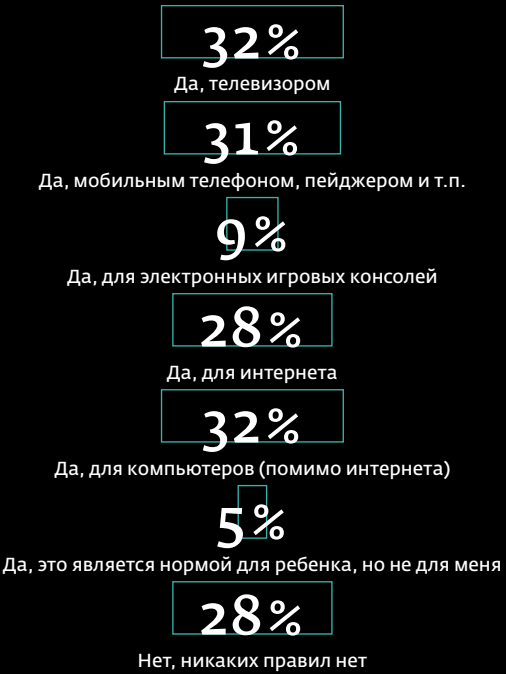 32%
Да, телевизором
31%
Да, мобильным телефоном, пейджером и т.п.
9%
Да, для электронных игровых консолей
28%
Да, для интернета
32%
Да, для компьютеров (помимо интернета)
5%
Да, это является нормой для ребенка, но не для меня
28%
Нет, никаких правил нет